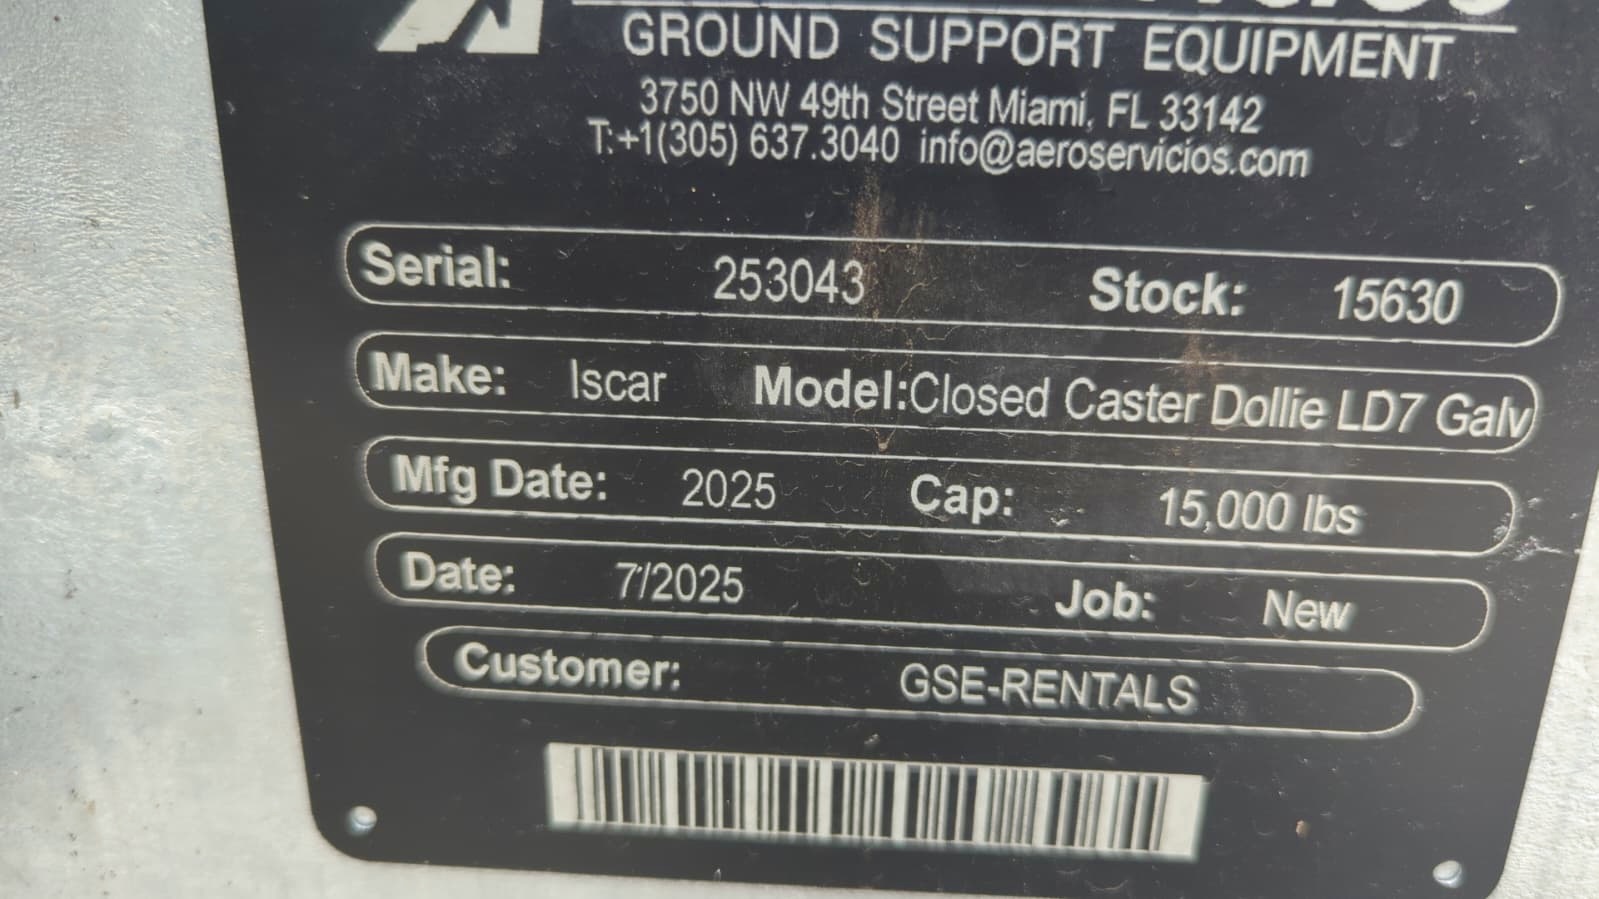 GROUND SUPPORT EQUIPMENT
3750 NW 49th Street Miami, FL 33142
T:+1(305) 637.3040 info@aeroservicios.com
Serial: 253043 Stock: 15630
Make: Iscar Model:Closed Caster Dollie LD7 Galv
Mfg Date: 2025 Cap: 15,000 lbs
Date: 7/2025 Job: New
Customer: GSE-RENTALS